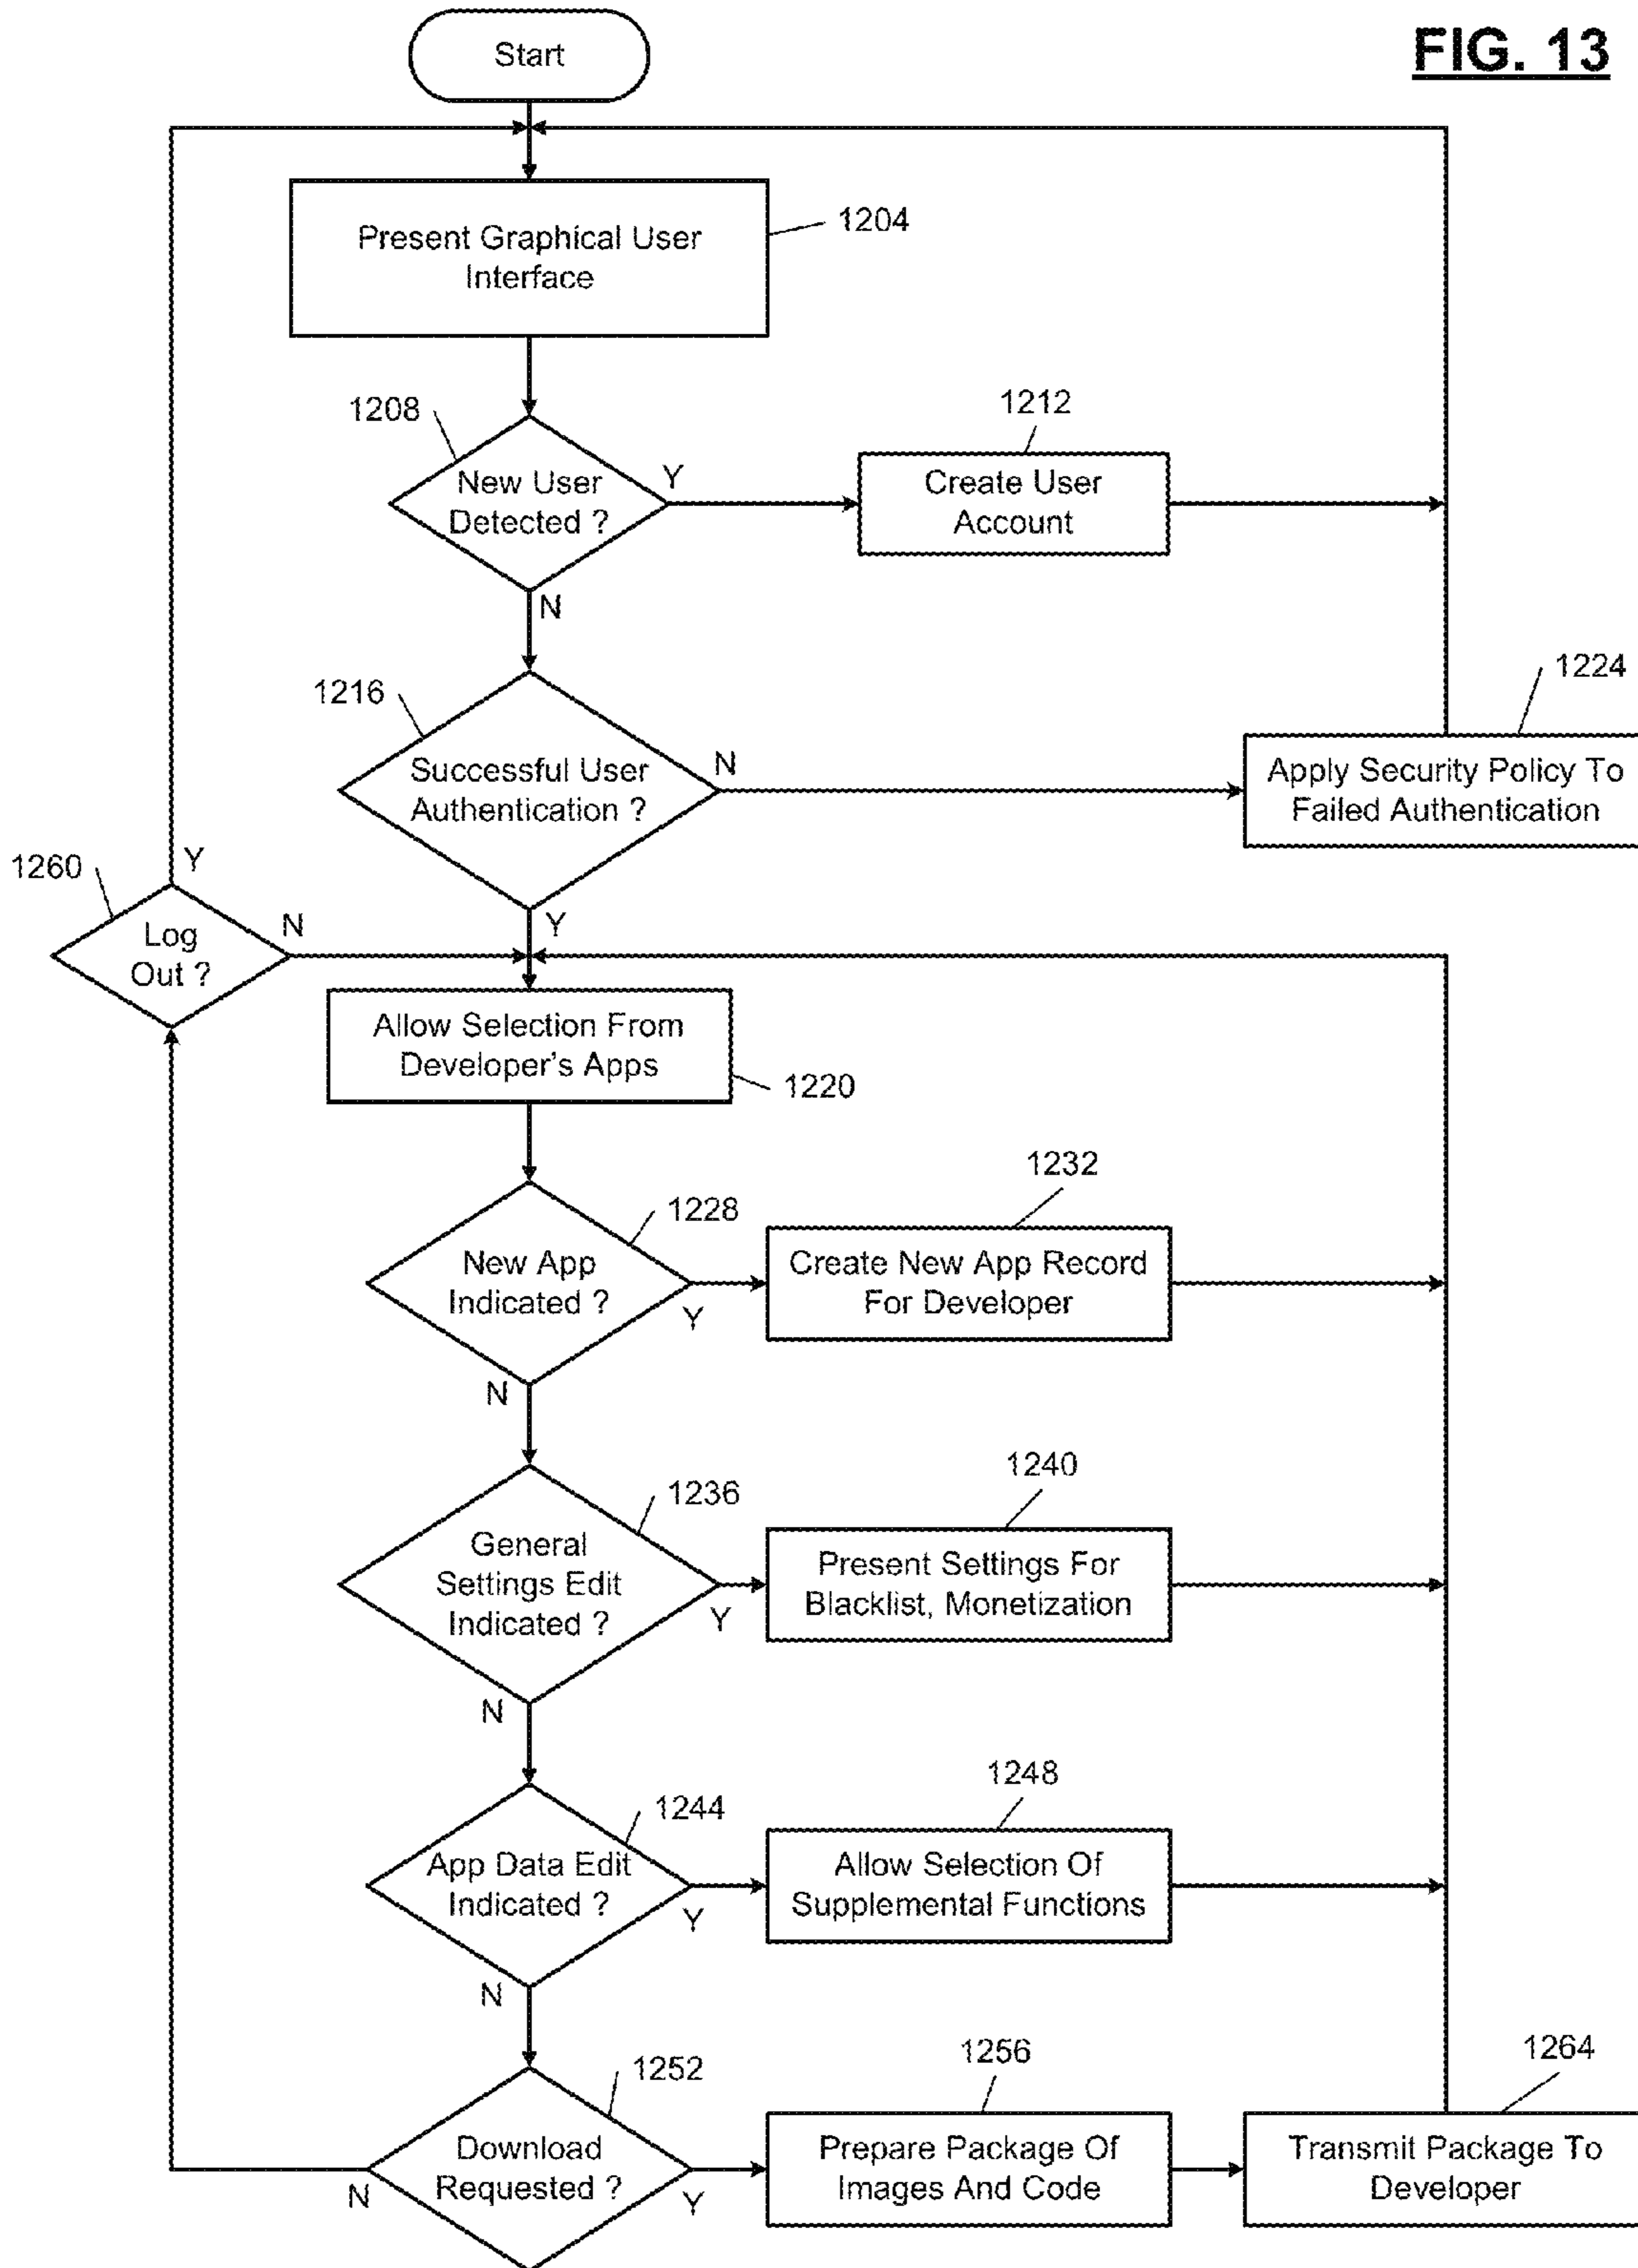 FIG. 13
Start
Present Graphical User
Interface
1204
1208
New User
Detected ?
Y
N
1212
Create User
Account
1216
Successful User
Authentication ?
N
Y
1224
Apply Security Policy To
Failed Authentication
1260
Log
Out ?
Y
N
Allow Selection From
Developer's Apps
1220
1228
New App
Indicated ?
Y
N
1232
Create New App Record
For Developer
1236
General
Settings Edit
Indicated ?
Y
N
1240
Present Settings For
Blacklist, Monetization
1244
App Data Edit
Indicated ?
Y
N
1248
Allow Selection Of
Supplemental Functions
1252
Download
Requested ?
N
Y
1256
Prepare Package Of
Images And Code
1264
Transmit Package To
Developer